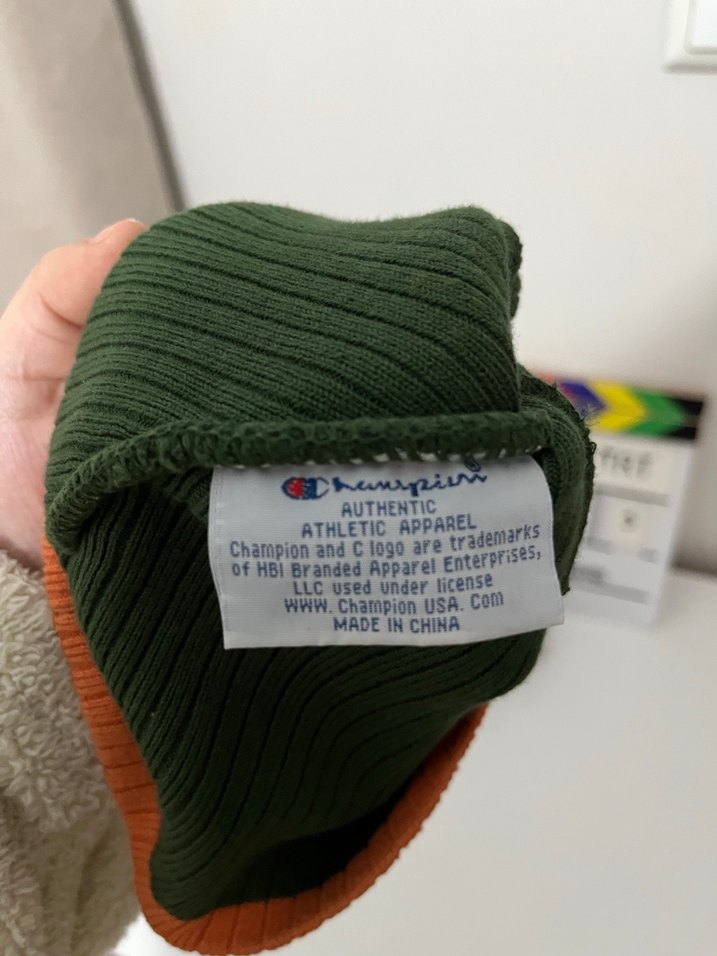 Champion
AUTHENTIC
ATHLETIC APPAREL
Champion and C logo are trademarks
of HBI Branded Apparel Enterprises,
LLC used under license
WWW. Champion USA. Com
MADE IN CHINA